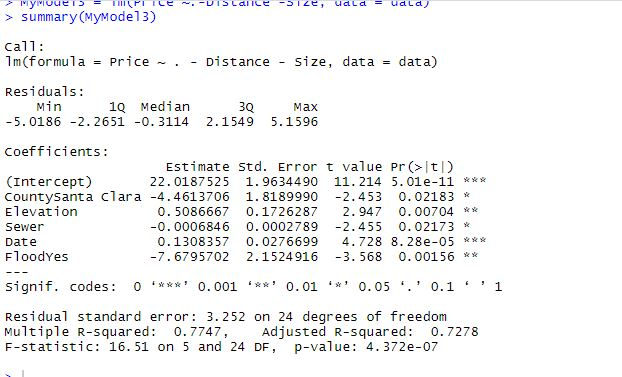 > MyModel3 = lm(Price ~.-Distance -Size, data = data)
> summary(MyModel3)
Call:
lm(formula = Price ~ . - Distance - Size, data = data)
Residuals:
    Min      1Q  Median      3Q     Max
-5.0186 -2.2651 -0.3114  2.1549  5.1596
Coefficients:
                    Estimate Std. Error t value Pr(>|t|)
(Intercept)       22.0187525  1.9634490  11.214 5.01e-11 ***
CountySanta Clara -4.4613706  1.8189990  -2.453  0.02183 *
Elevation          0.5086667  0.1726287   2.947  0.00704 **
Sewer             -0.0006846  0.0002789  -2.455  0.02173 *
Date               0.1308357  0.0276699   4.728 8.28e-05 ***
FloodYes          -7.6795702  2.1524916  -3.568  0.00156 **
---
Signif. codes:  0 ‘***’ 0.001 ‘**’ 0.01 ‘*’ 0.05 ‘.’ 0.1 ‘ ’ 1
Residual standard error: 3.252 on 24 degrees of freedom
Multiple R-squared:  0.7747,    Adjusted R-squared:  0.7278
F-statistic: 16.51 on 5 and 24 DF,  p-value: 4.372e-07
>